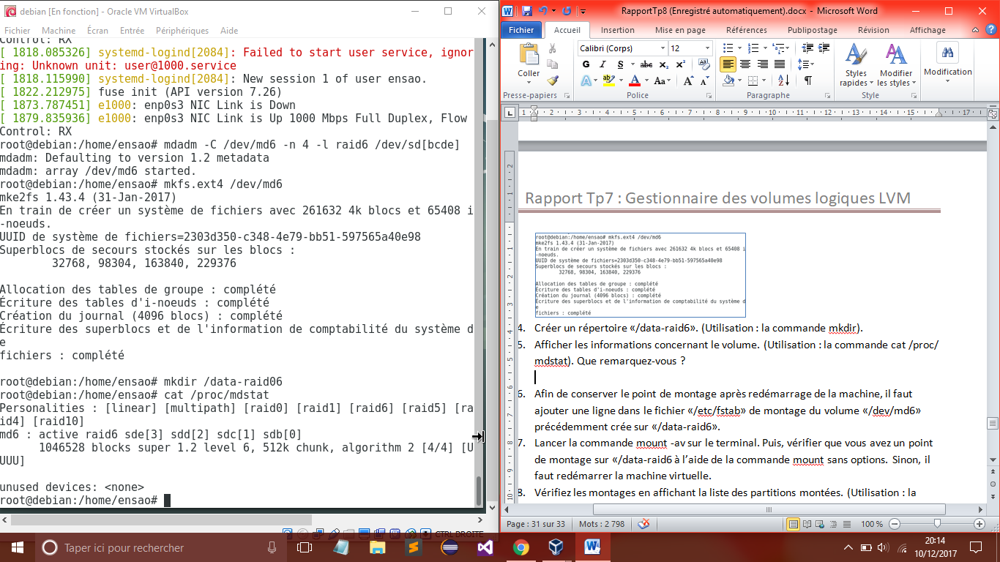 debian [En fonction] - Oracle VM VirtualBox
Fichier Machine Écran Entrée Périphériques Aide
Control: RX
[ 1818.085326] systemd-logind[2084]: Failed to start user service, ignor
ing: Unknown unit: user@1000.service
[ 1818.115990] systemd-logind[2084]: New session 1 of user ensao.
[ 1822.212975] fuse init (API version 7.26)
[ 1873.787451] e1000: enp0s3 NIC Link is Down
[ 1879.835936] e1000: enp0s3 NIC Link is Up 1000 Mbps Full Duplex, Flow
Control: RX
root@debian:/home/ensao# mdadm -C /dev/md6 -n 4 -l raid6 /dev/sd[bcde]
mdadm: Defaulting to version 1.2 metadata
mdadm: array /dev/md6 started.
root@debian:/home/ensao# mkfs.ext4 /dev/md6
mke2fs 1.43.4 (31-Jan-2017)
En train de créer un système de fichiers avec 261632 4k blocs et 65408 i
-noeuds.
UUID de système de fichiers=2303d350-c348-4e79-bb51-597565a40e98
Superblocs de secours stockés sur les blocs :
32768, 98304, 163840, 229376
Allocation des tables de groupe : complété
Écriture des tables d'i-noeuds : complété
Création du journal (4096 blocs) : complété
Écriture des superblocs et de l'information de comptabilité du système d
e
fichiers : complété
root@debian:/home/ensao# mkdir /data-raid06
root@debian:/home/ensao# cat /proc/mdstat
Personalities : [linear] [multipath] [raid0] [raid1] [raid6] [raid5] [ra
id4] [raid10]
md6 : active raid6 sde[3] sdd[2] sdc[1] sdb[0]
1046528 blocks super 1.2 level 6, 512k chunk, algorithm 2 [4/4] [U
UUU]
unused devices: <none>
root@debian:/home/ensao#
CTRL DROITE
RapportTp8 (Enregistré automatiquement).docx - Microsoft Word
Fichier Accueil Insertion Mise en page Références Publipostage Révision Affichage
Coller
Calibri (Corps) 12
G I S abc x₂ x²
Styles rapides
Modifier les styles
Modification
Presse-papiers Police Paragraphe Style
1 1 2 3 4 5 6 7 8 9 10 11 12 13 14 15 17
Rapport Tp7 : Gestionnaire des volumes logiques LVM
root@debian:/home/ensao# mkfs.ext4 /dev/md6
mke2fs 1.43.4 (31-Jan-2017)
En train de créer un système de fichiers avec 261632 4k blocs et 65408 i
-noeuds.
UUID de système de fichiers=2303d350-c348-4e79-bb51-597565a40e98
Superblocs de secours stockés sur les blocs :
32768, 98304, 163840, 229376
Allocation des tables de groupe : complété
Écriture des tables d'i-noeuds : complété
Création du journal (4096 blocs) : complété
Écriture des superblocs et de l'information de comptabilité du système d
e
fichiers : complété
4. Créer un répertoire «/data-raid6». (Utilisation : la commande mkdir).
5. Afficher les informations concernant le volume. (Utilisation : la commande cat /proc/
mdstat). Que remarquez-vous ?
6. Afin de conserver le point de montage après redémarrage de la machine, il faut
ajouter une ligne dans le fichier «/etc/fstab» de montage du volume «/dev/md6»
précédemment crée sur «/data-raid6».
7. Lancer la commande mount -av sur le terminal. Puis, vérifier que vous avez un point
de montage sur «/data-raid6 à l’aide de la commande mount sans options. Sinon, il
faut redémarrer la machine virtuelle.
8. Vérifiez les montages en affichant la liste des partitions montées. (Utilisation : la
Page : 31 sur 33 Mots : 2 798 100 %
Taper ici pour rechercher
20:14
10/12/2017